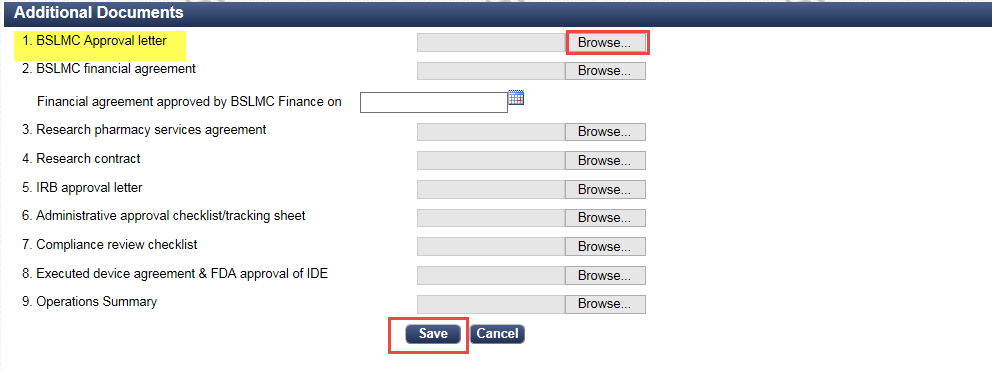 Additional Documents
1. BSLMC Approval letter Browse...
2. BSLMC financial agreement Browse...
Financial agreement approved by BSLMC Finance on
3. Research pharmacy services agreement Browse...
4. Research contract Browse...
5. IRB approval letter Browse...
6. Administrative approval checklist/tracking sheet Browse...
7. Compliance review checklist Browse...
8. Executed device agreement & FDA approval of IDE Browse...
9. Operations Summary Browse...
Save Cancel